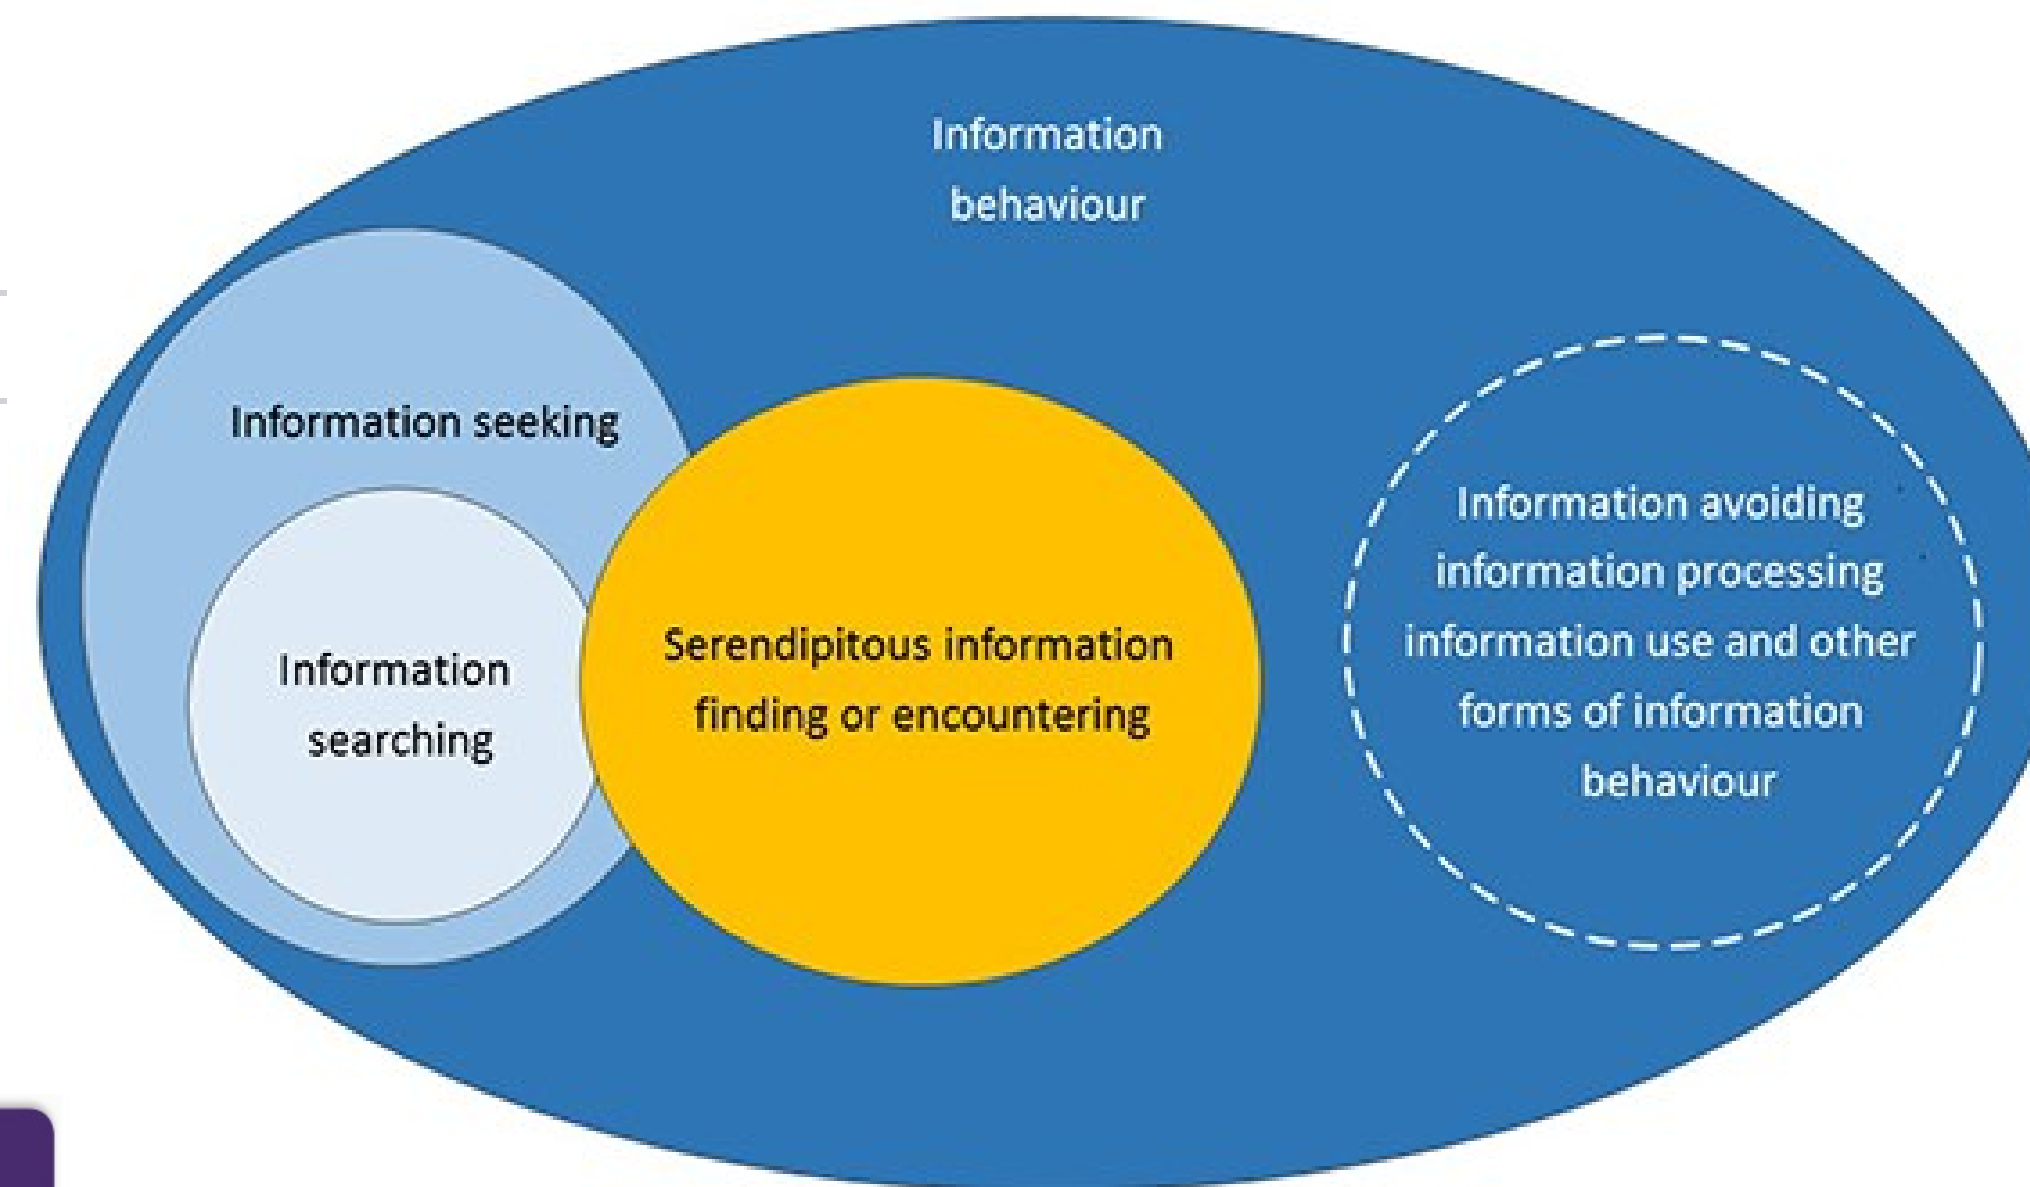 Information
behaviour
Information seeking
Information
searching
Serendipitous information
finding or encountering
Information avoiding
information processing
information use and other
forms of information
behaviour